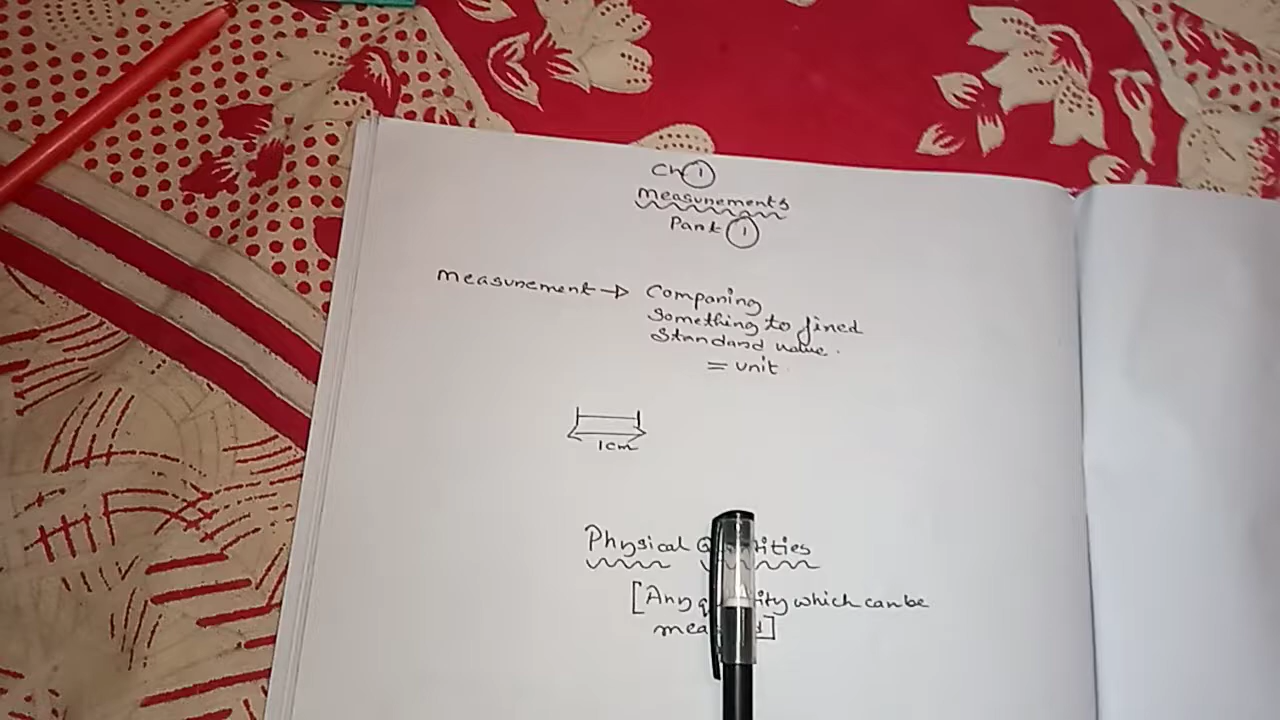 Ch 1
Measurements
Part 1
Measurement → Comparing
something to fixed
standard value.
= unit
1cm
Physical
[Any which can be